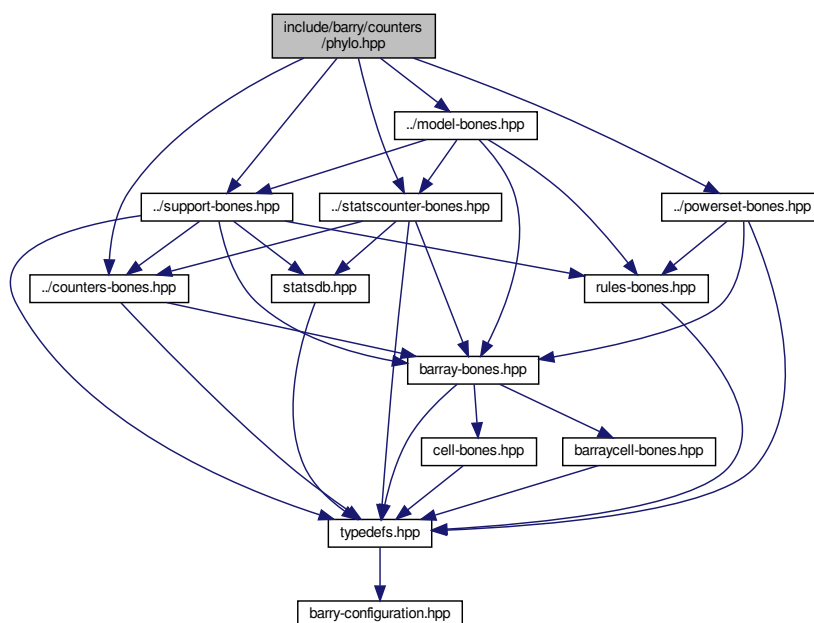 include/barry/counters
/phylo.hpp
../model-bones.hpp
../support-bones.hpp
../statscounter-bones.hpp
../powerset-bones.hpp
../counters-bones.hpp
statsdb.hpp
rules-bones.hpp
barray-bones.hpp
cell-bones.hpp
barraycell-bones.hpp
typedefs.hpp
barry-configuration.hpp